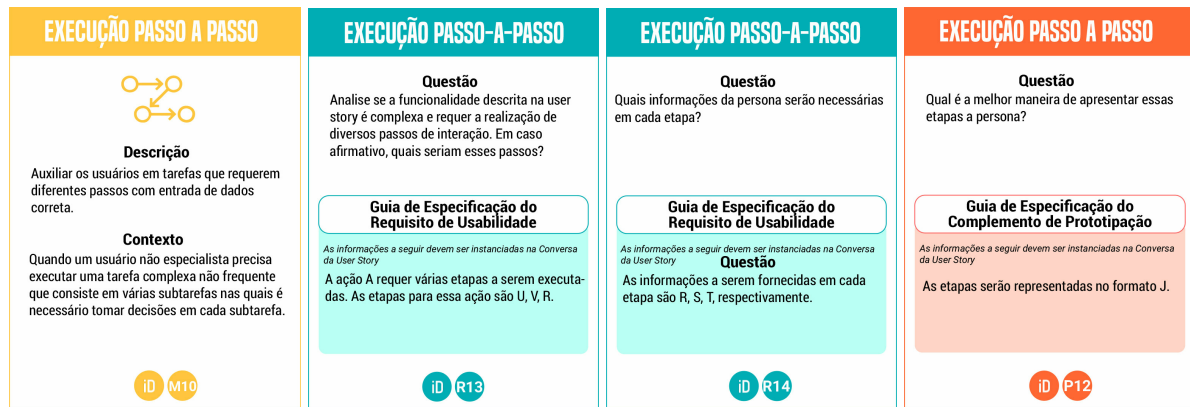 EXECUÇÃO PASSO A PASSO
Descrição
Auxiliar os usuários em tarefas que requerem
diferentes passos com entrada de dados
correta.
Contexto
Quando um usuário não especialista precisa
executar uma tarefa complexa não frequente
que consiste em várias subtarefas nas quais é
necessário tomar decisões em cada subtarefa.
iD M10
EXECUÇÃO PASSO-A-PASSO
Questão
Analise se a funcionalidade descrita na user
story é complexa e requer a realização de
diversos passos de interação. Em caso
afirmativo, quais seriam esses passos?
Guia de Especificação do
Requisito de Usabilidade
As informações a seguir devem ser instanciadas na Conversa
da User Story
A ação A requer várias etapas a serem executa-
das. As etapas para essa ação são U, V, R.
iD R13
EXECUÇÃO PASSO-A-PASSO
Questão
Quais informações da persona serão necessárias
em cada etapa?
Guia de Especificação do
Requisito de Usabilidade
As informações a seguir devem ser instanciadas na Conversa
da User Story
Questão
As informações a serem fornecidas em cada
etapa são R, S, T, respectivamente.
iD R14
EXECUÇÃO PASSO A PASSO
Questão
Qual é a melhor maneira de apresentar essas
etapas a persona?
Guia de Especificação do
Complemento de Prototipação
As informações a seguir devem ser instanciadas na Conversa
da User Story
As etapas serão representadas no formato J.
iD P12